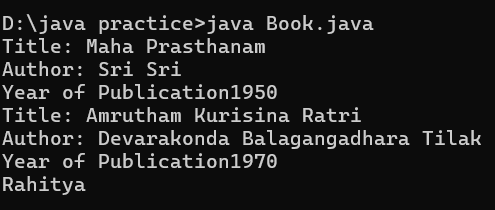 D:\java practice>java Book.java
Title: Maha Prasthanam
Author: Sri Sri
Year of Publication1950
Title: Amrutham Kurisina Ratri
Author: Devarakonda Balagangadhara Tilak
Year of Publication1970
Rahitya